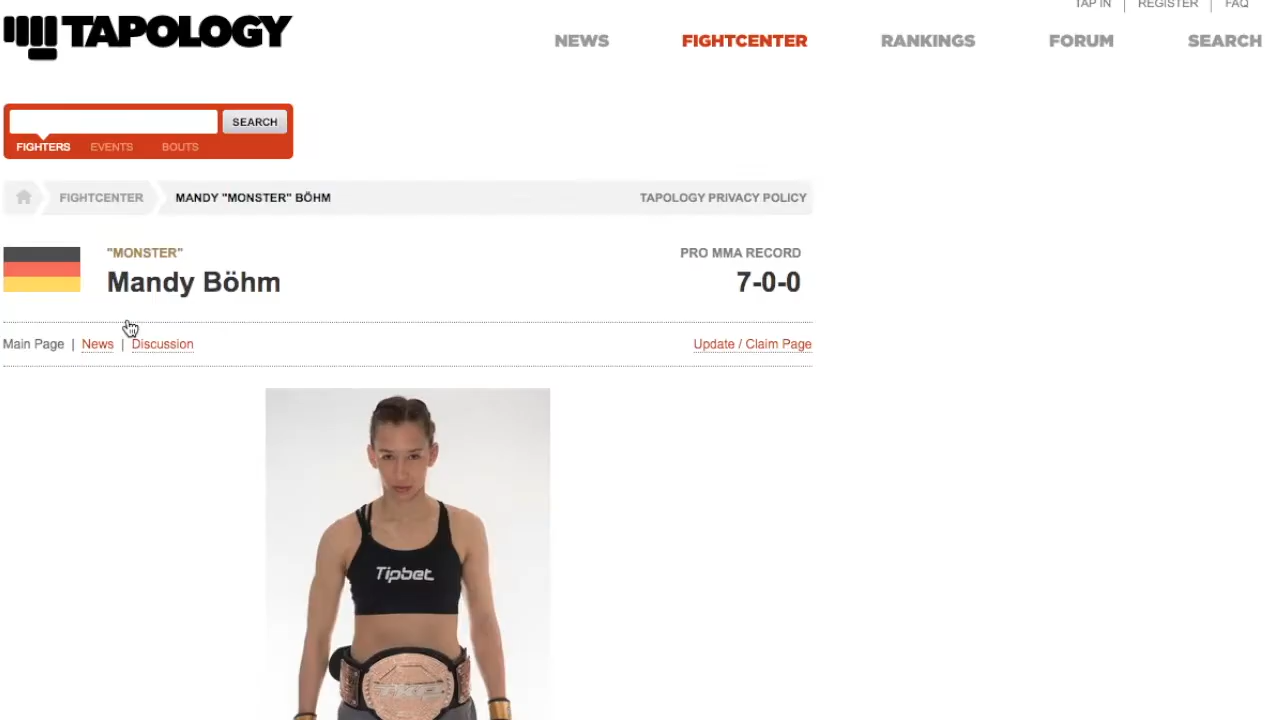 TAP IN | REGISTER | FAQ
TAPOLOGY
NEWS FIGHTCENTER RANKINGS FORUM SEARCH
SEARCH
FIGHTERS EVENTS BOUTS
FIGHTCENTER MANDY "MONSTER" BÖHM TAPOLOGY PRIVACY POLICY
"MONSTER" PRO MMA RECORD
Mandy Böhm 7-0-0
Main Page | News | Discussion Update / Claim Page
Tipbet